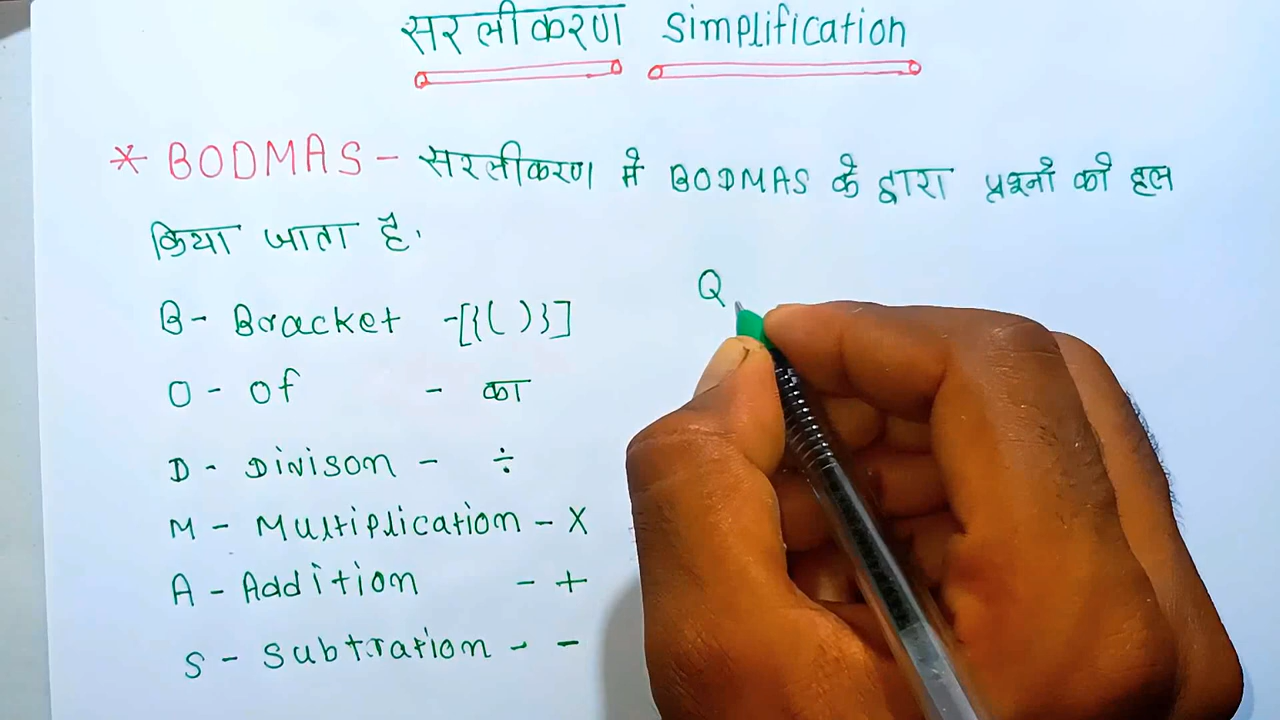 सरलीकरण Simplification
* BODMAS - सरलीकरण मे BODMAS के द्वारा प्रश्नो को हल
किया जाता है.
Q
B - Bracket - [{( )}]
O - Of - का
D - Divison - ÷
M - Multiplication - X
A - Addition - +
S - Subtration - -